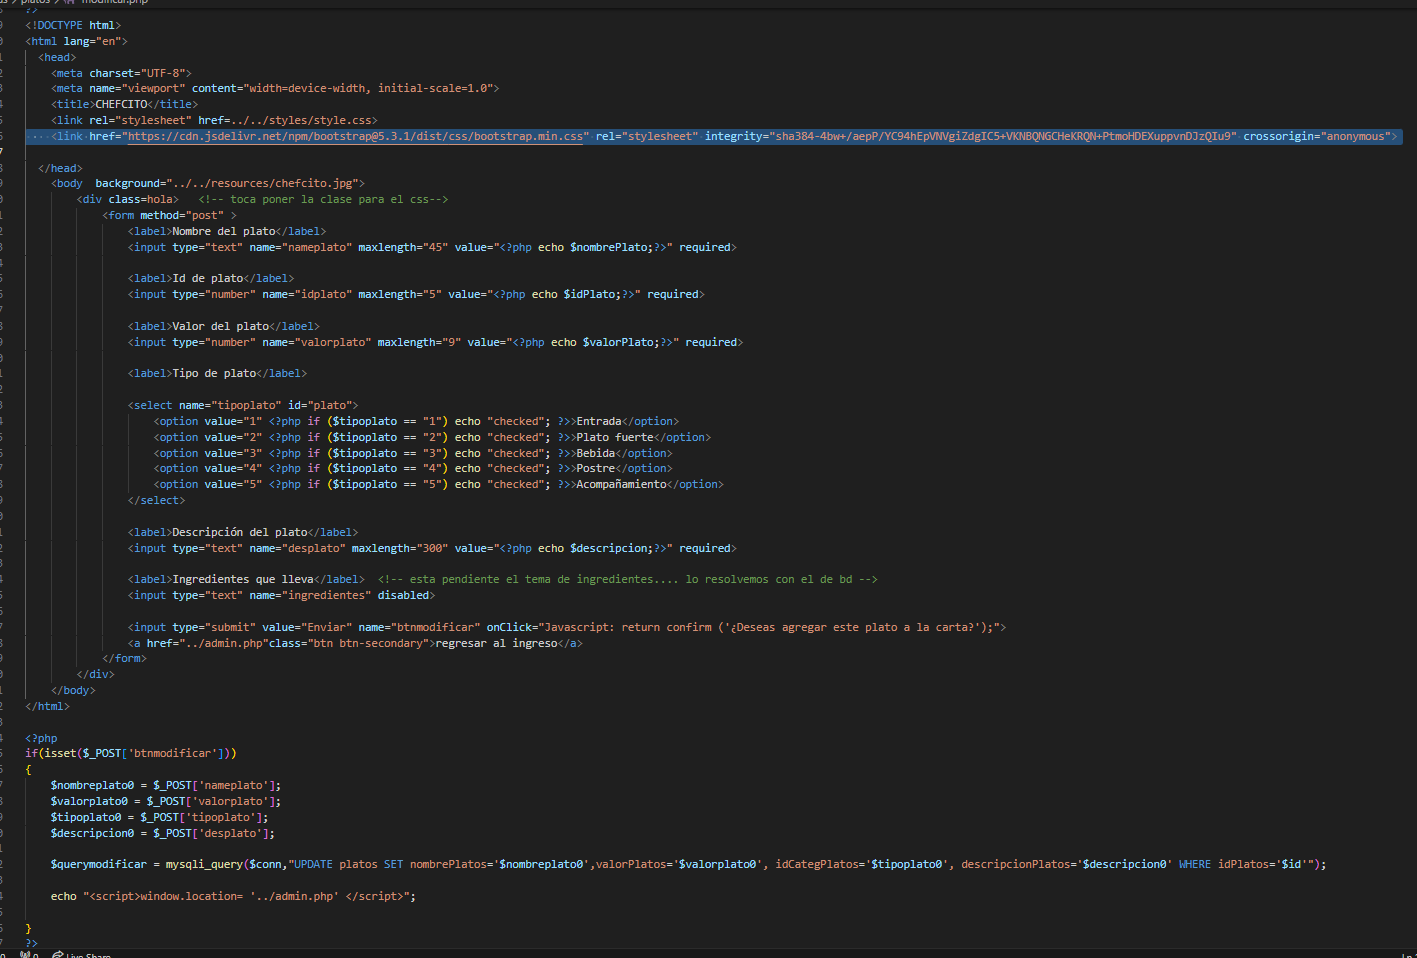 platos > modificar.php
?>
<!DOCTYPE html>
<html lang="en">
<head>
<meta charset="UTF-8">
<meta name="viewport" content="width=device-width, initial-scale=1.0">
<title>CHEFCITO</title>
<link rel="stylesheet" href=../../styles/style.css>
<link href="https://cdn.jsdelivr.net/npm/bootstrap@5.3.1/dist/css/bootstrap.min.css" rel="stylesheet" integrity="sha384-4bw+/aepP/YC94hEpVNVgiZdgIC5+VKNBQNGCHeKRQN+PtmoHDEXuppvnDJzQIu9" crossorigin="anonymous">
</head>
<body  background="../../resources/chefcito.jpg">
<div class=hola>   <!-- toca poner la clase para el css-->
<form method="post" >
<label>Nombre del plato</label>
<input type="text" name="nameplato" maxlength="45" value="<?php echo $nombrePlato;?>" required>
<label>Id de plato</label>
<input type="number" name="idplato" maxlength="5" value="<?php echo $idPlato;?>" required>
<label>Valor del plato</label>
<input type="number" name="valorplato" maxlength="9" value="<?php echo $valorPlato;?>" required>
<label>Tipo de plato</label>
<select name="tipoplato" id="plato">
<option value="1" <?php if ($tipoplato == "1") echo "checked"; ?>>Entrada</option>
<option value="2" <?php if ($tipoplato == "2") echo "checked"; ?>>Plato fuerte</option>
<option value="3" <?php if ($tipoplato == "3") echo "checked"; ?>>Bebida</option>
<option value="4" <?php if ($tipoplato == "4") echo "checked"; ?>>Postre</option>
<option value="5" <?php if ($tipoplato == "5") echo "checked"; ?>>Acompañamiento</option>
</select>
<label>Descripción del plato</label>
<input type="text" name="desplato" maxlength="300" value="<?php echo $descripcion;?>" required>
<label>Ingredientes que lleva</label>  <!-- esta pendiente el tema de ingredientes.... lo resolvemos con el de bd -->
<input type="text" name="ingredientes" disabled>
<input type="submit" value="Enviar" name="btnmodificar" onClick="Javascript: return confirm ('¿Deseas agregar este plato a la carta?');">
<a href="../admin.php"class="btn btn-secondary">regresar al ingreso</a>
</form>
</div>
</body>
</html>
<?php
if(isset($_POST['btnmodificar']))
{
$nombreplato0 = $_POST['nameplato'];
$valorplato0 = $_POST['valorplato'];
$tipoplato0 = $_POST['tipoplato'];
$descripcion0 = $_POST['desplato'];
$querymodificar = mysqli_query($conn,"UPDATE platos SET nombrePlatos='$nombreplato0',valorPlatos='$valorplato0', idCategPlatos='$tipoplato0', descripcionPlatos='$descripcion0' WHERE idPlatos='$id'");
echo "<script>window.location= '../admin.php' </script>";
}
?>
Live Share